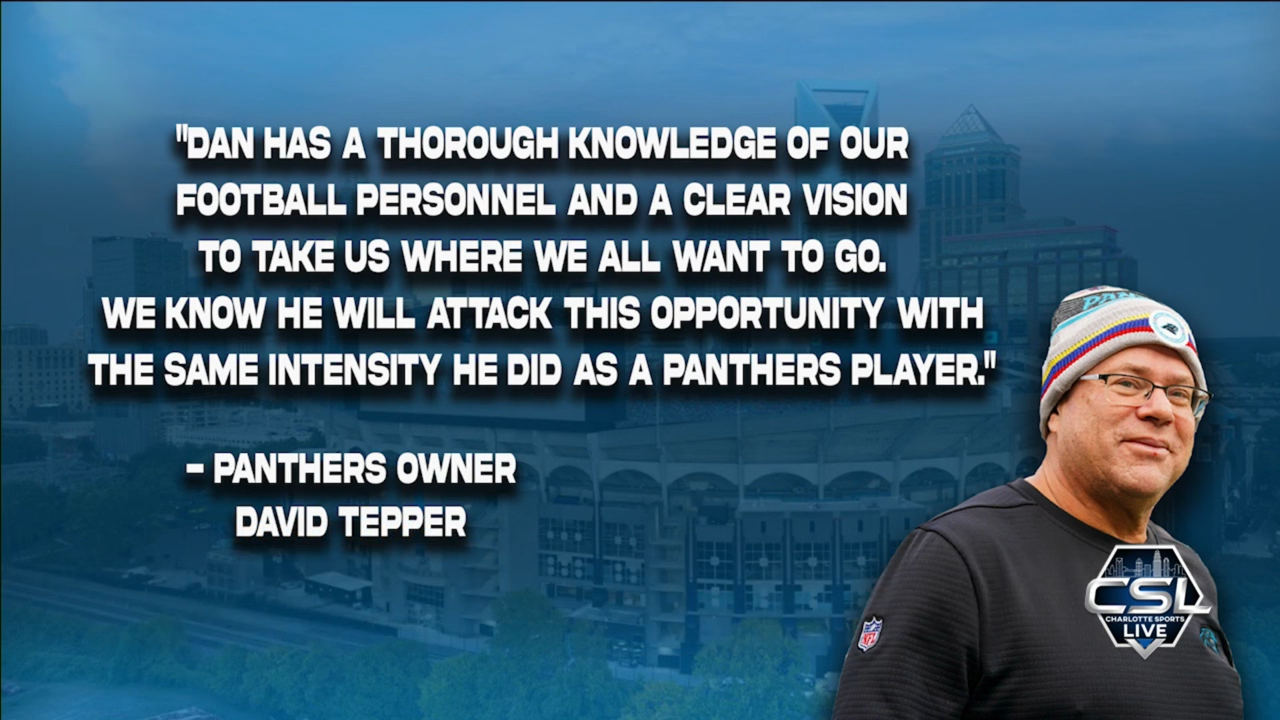 "DAN HAS A THOROUGH KNOWLEDGE OF OUR
FOOTBALL PERSONNEL AND A CLEAR VISION
TO TAKE US WHERE WE ALL WANT TO GO.
WE KNOW HE WILL ATTACK THIS OPPORTUNITY WITH
THE SAME INTENSITY HE DID AS A PANTHERS PLAYER."
– PANTHERS OWNER
DAVID TEPPER
NFL
CSL
CHARLOTTE SPORTS
LIVE